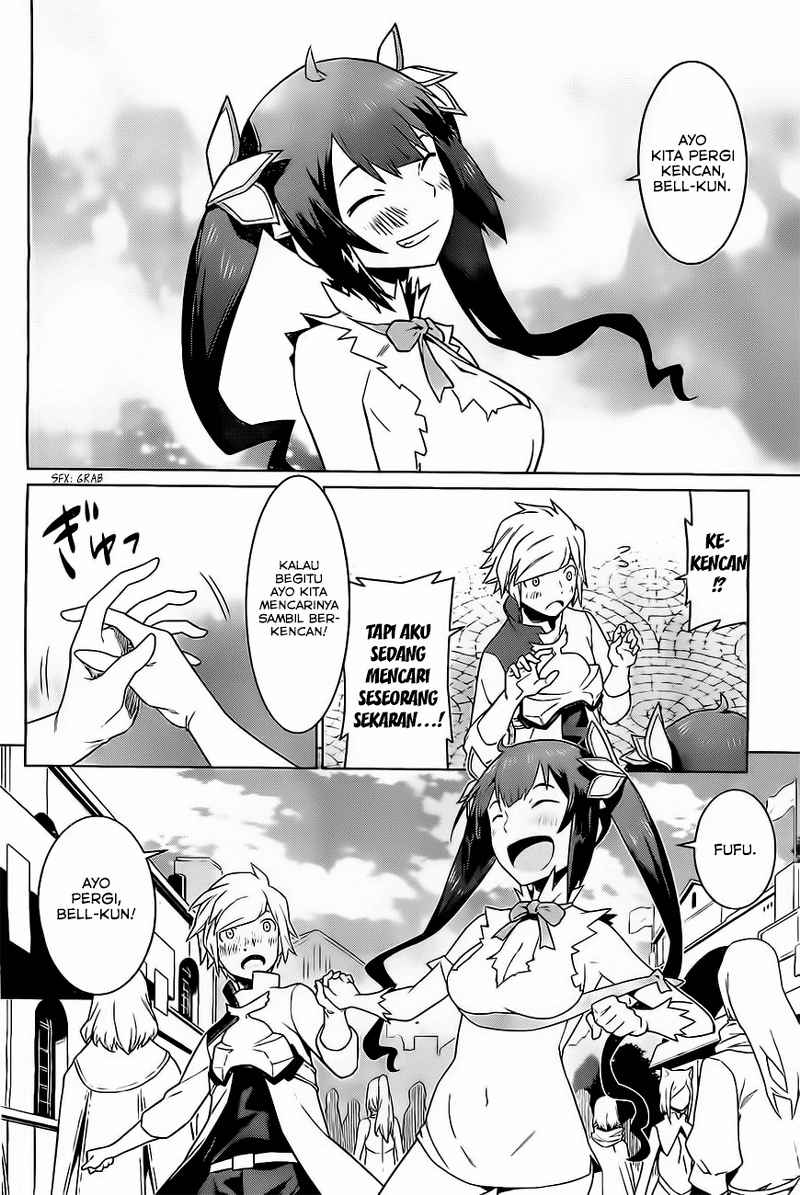 AYO
KITA PERGI
KENCAN,
BELL-KUN.
KE-
KENCAN
!?
TAPI AKU
SEDANG
MENCARI
SESEORANG
SEKARAN...!
KALAU
BEGITU
AYO KITA
MENCARINYA
SAMBIL BER-
KENCAN!
SFX: GRAB
ぎゅっ
FUFU.
AYO
PERGI,
BELL-KUN!